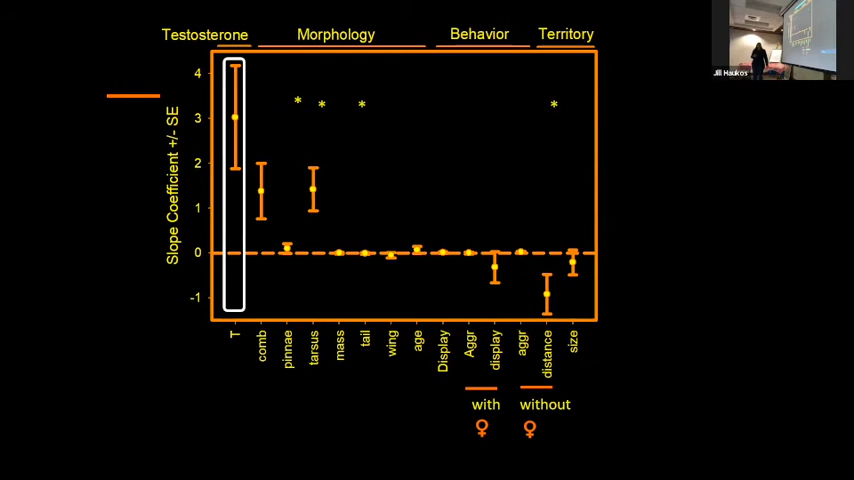 Testosterone Morphology Behavior Territory
Jill Haukos
Slope Coefficient +/- SE
4
3
2
1
0
-1
* * * *
T comb pinnae tarsus mass tail wing age Display Aggr display aggr distance size
with without
♀ ♀